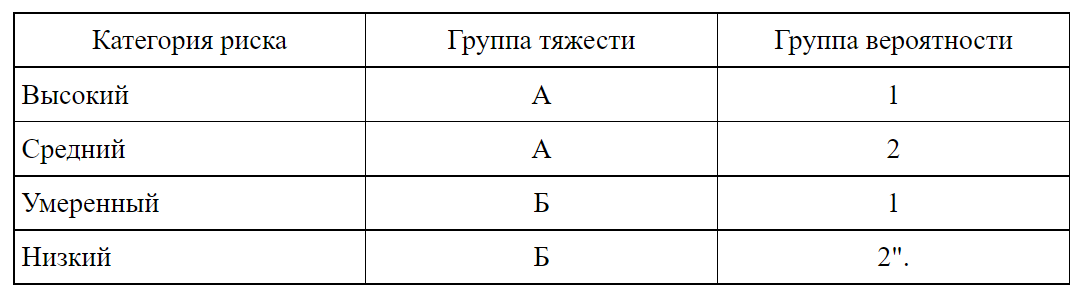 Категория риска Группа тяжести Группа вероятности
Высокий А 1
Средний А 2
Умеренный Б 1
Низкий Б 2".